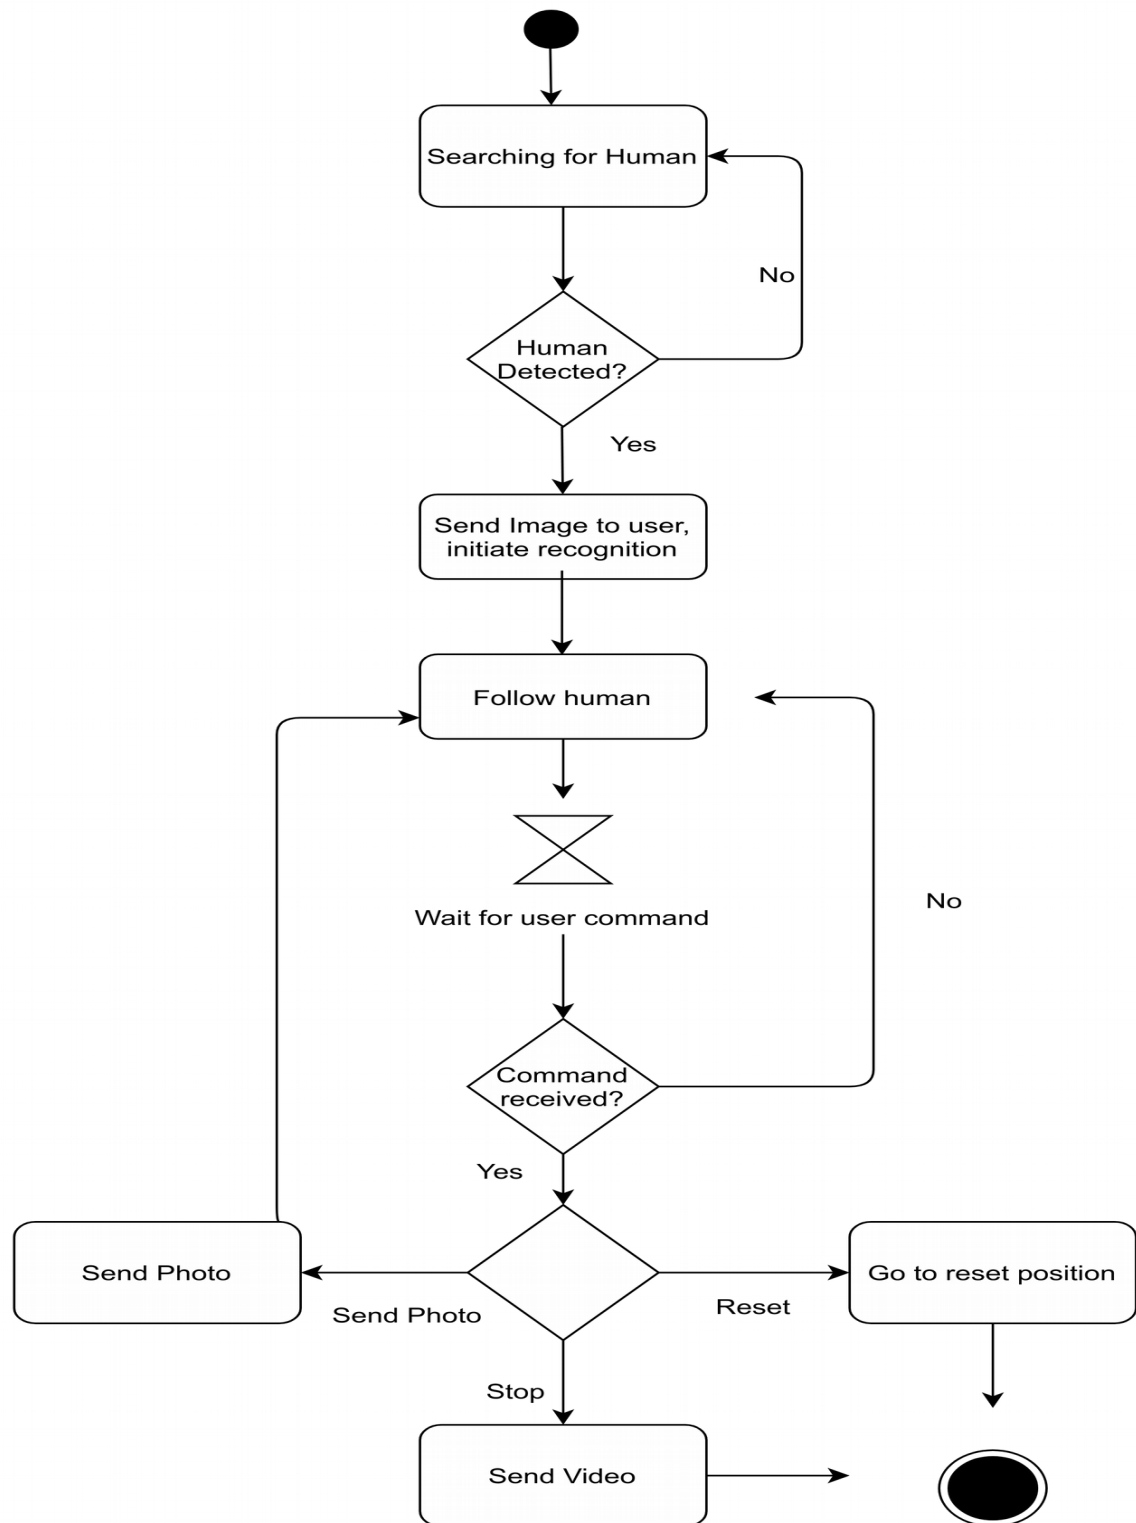 Searching for Human
No
Human
Detected?
Yes
Send Image to user,
initiate recognition
Follow human
No
Wait for user command
Command
received?
Yes
Send Photo
Send Photo
Reset
Go to reset position
Stop
Send Video